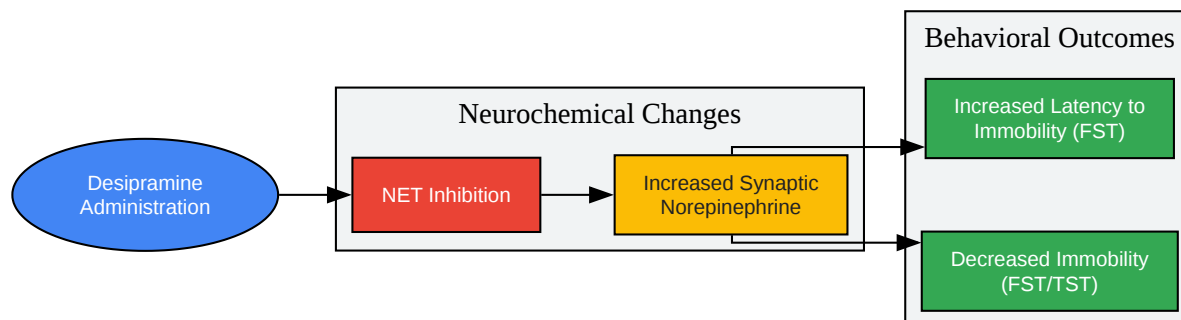 Desipramine
Administration
Neurochemical Changes
NET Inhibition
Increased Synaptic
Norepinephrine
Behavioral Outcomes
Increased Latency to
Immobility (FST)
Decreased Immobility
(FST/TST)